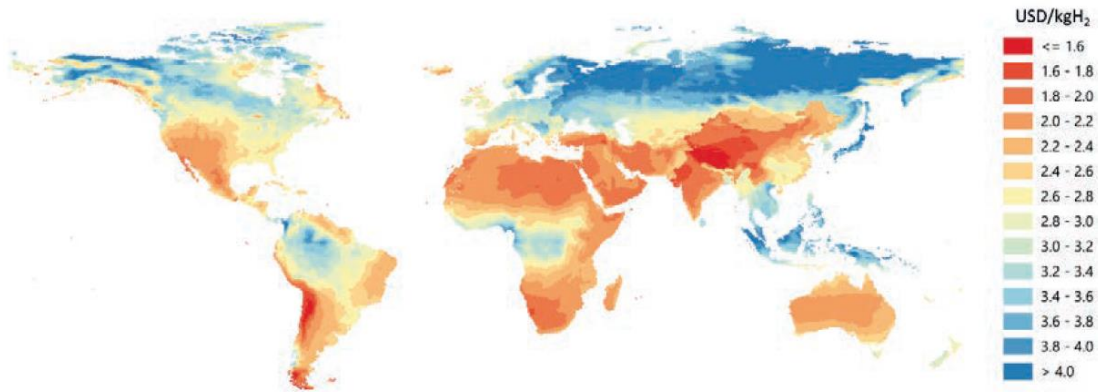 USD/kgH₂
<= 1.6
1.6 - 1.8
1.8 - 2.0
2.0 - 2.2
2.2 - 2.4
2.4 - 2.6
2.6 - 2.8
2.8 - 3.0
3.0 - 3.2
3.2 - 3.4
3.4 - 3.6
3.6 - 3.8
3.8 - 4.0
> 4.0